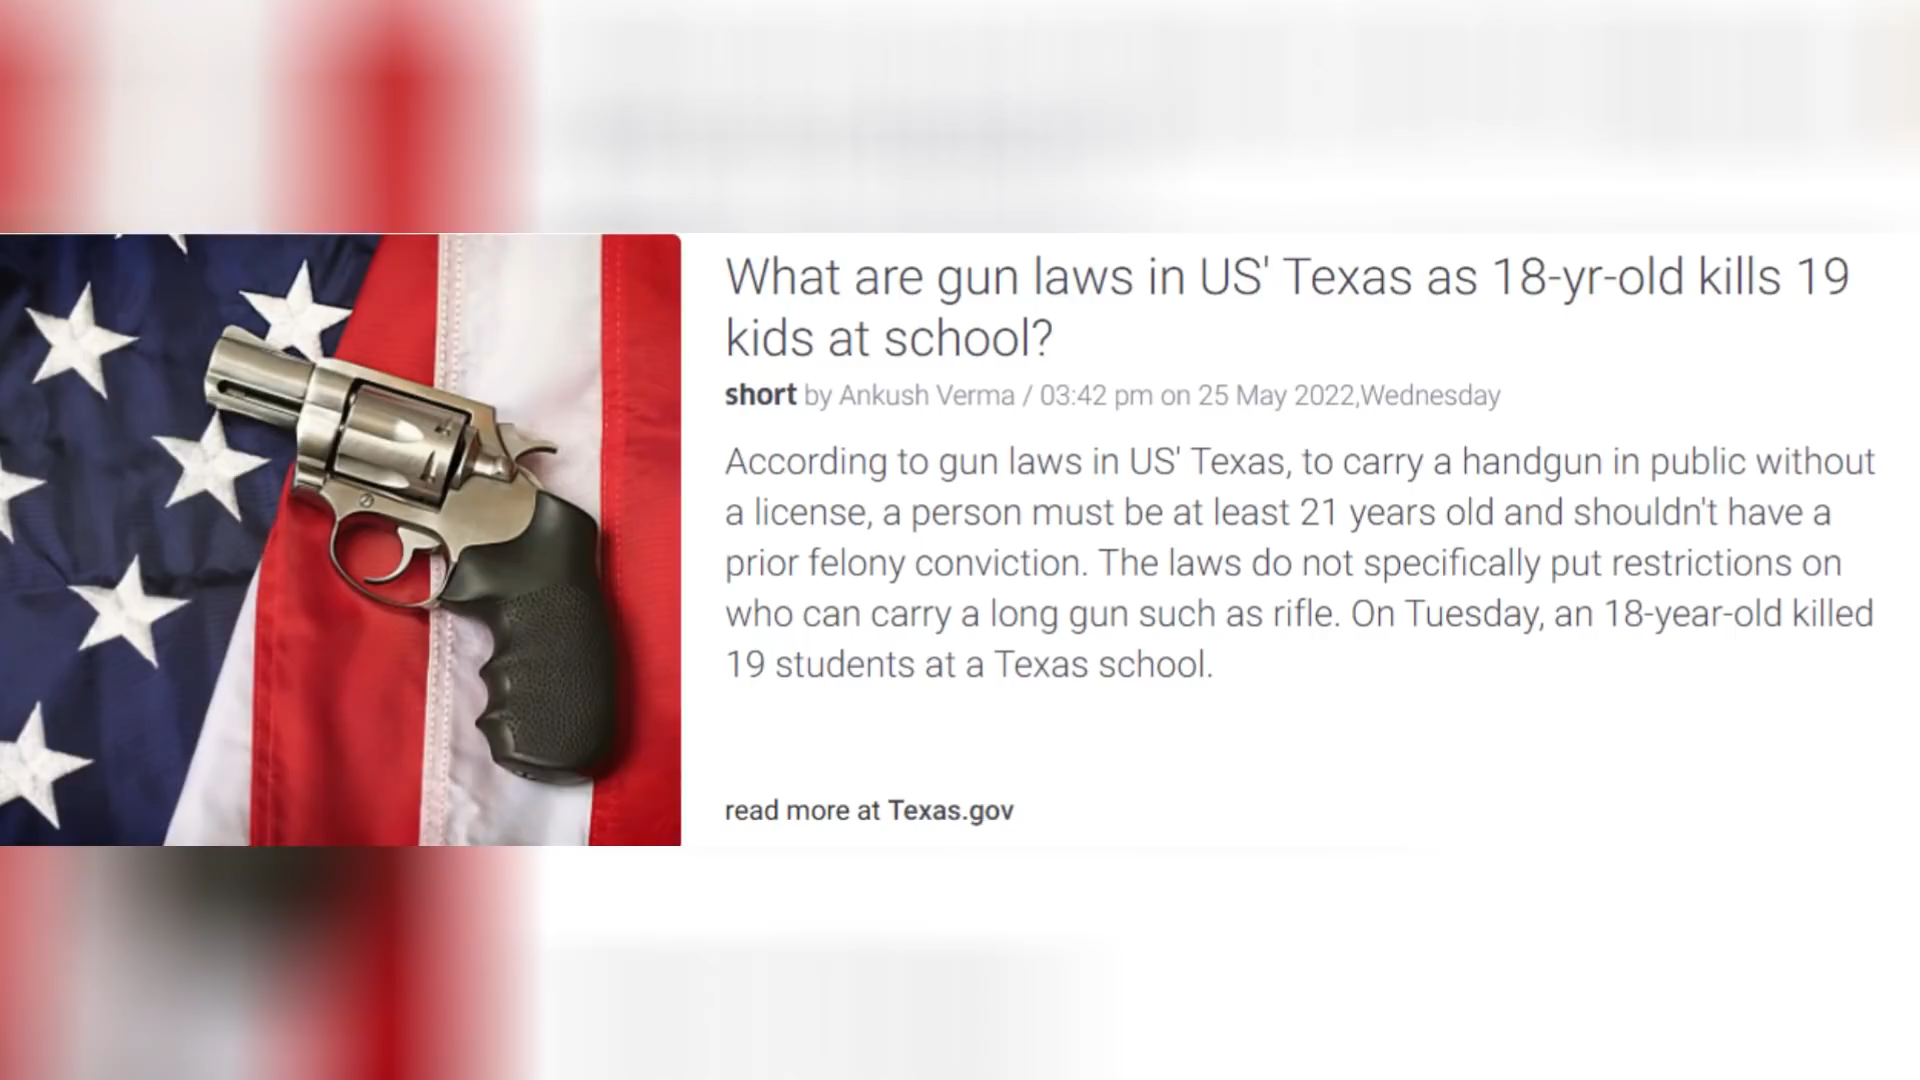 What are gun laws in US' Texas as 18-yr-old kills 19
kids at school?
short by Ankush Verma / 03:42 pm on 25 May 2022,Wednesday
According to gun laws in US' Texas, to carry a handgun in public without
a license, a person must be at least 21 years old and shouldn't have a
prior felony conviction. The laws do not specifically put restrictions on
who can carry a long gun such as rifle. On Tuesday, an 18-year-old killed
19 students at a Texas school.
read more at Texas.gov